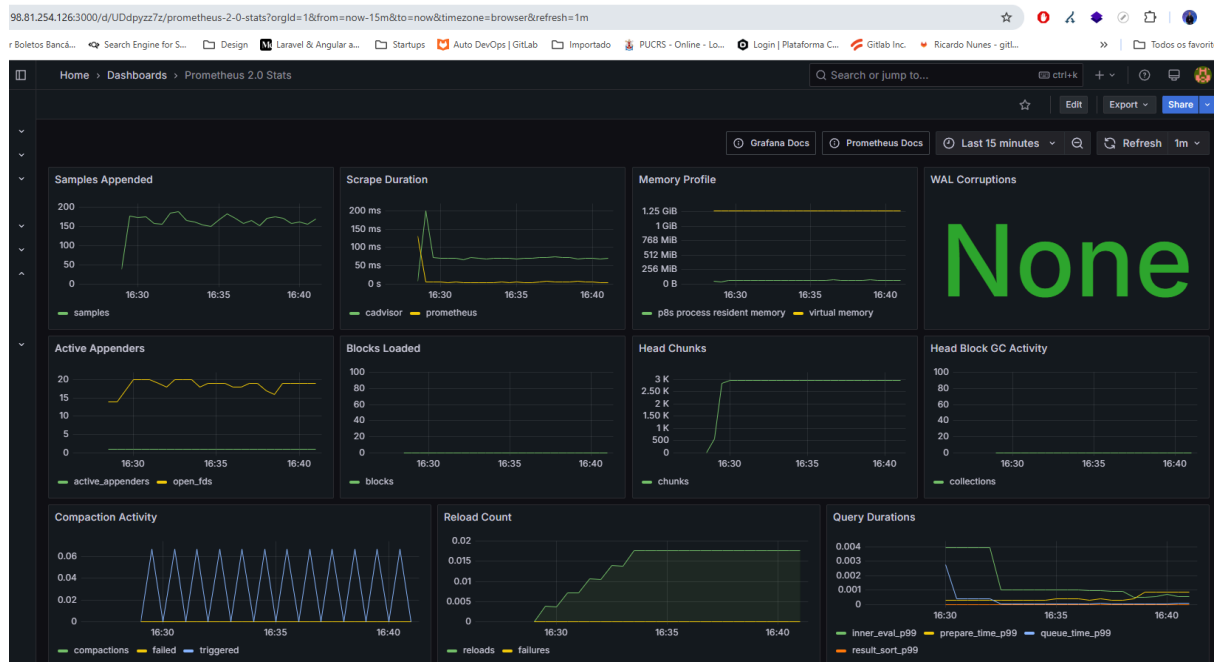 98.81.254.126:3000/d/UDdpyzz7z/prometheus-2-0-stats?orgId=1&from=now-15m&to=now&timezone=browser&refresh=1m
r Boletos Bancá... Search Engine for S... Design Laravel & Angular a... Startups Auto DevOps | GitLab Importado PUCRS - Online - Lo... Login | Plataforma C... Gitlab Inc. Ricardo Nunes - gitl... » Todos os favorit
Home > Dashboards > Prometheus 2.0 Stats Search or jump to... ctrl+k
Edit Export Share
Grafana Docs Prometheus Docs Last 15 minutes Refresh 1m
Samples Appended
200
150
100
50
0
16:30 16:35 16:40
samples
Scrape Duration
200 ms
150 ms
100 ms
50 ms
0 s
16:30 16:35 16:40
cadvisor prometheus
Memory Profile
1.25 GiB
1 GiB
768 MiB
512 MiB
256 MiB
0 B
16:30 16:35 16:40
p8s process resident memory virtual memory
WAL Corruptions
None
Active Appenders
20
15
10
5
0
16:30 16:35 16:40
active_appenders open_fds
Blocks Loaded
100
80
60
40
20
0
16:30 16:35 16:40
blocks
Head Chunks
3 K
2.50 K
2 K
1.50 K
1 K
500
0
16:30 16:35 16:40
chunks
Head Block GC Activity
100
80
60
40
20
0
16:30 16:35 16:40
collections
Compaction Activity
0.06
0.04
0.02
0
16:30 16:35 16:40
compactions failed triggered
Reload Count
0.02
0.015
0.01
0.005
0
16:30 16:35 16:40
reloads failures
Query Durations
0.004
0.003
0.002
0.001
0
16:30 16:35 16:40
inner_eval_p99 prepare_time_p99 queue_time_p99
result_sort_p99